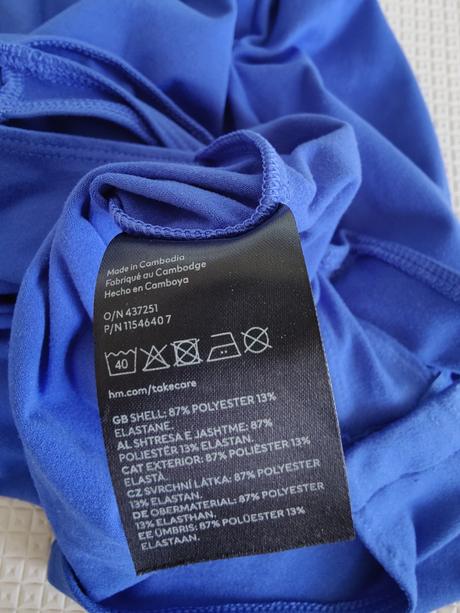 Made in Cambodia
Fabriqué au Cambodge
Hecho en Camboya
O/N 437251
P/N 1154640 7
40
hm.com/takecare
GB SHELL: 87% POLYESTER 13%
ELASTANE.
AL SHTRESA E JASHTME: 87%
POLIESTËR 13% ELASTAN.
CAT EXTERIOR: 87% POLIÈSTER 13%
ELASTÀ.
CZ SVRCHNÍ LÁTKA: 87% POLYESTER
13% ELASTAN.
DE OBERMATERIAL: 87% POLYESTER
13% ELASTHAN.
EE ÜMBRIS: 87% POLÜESTER 13%
ELASTAAN.